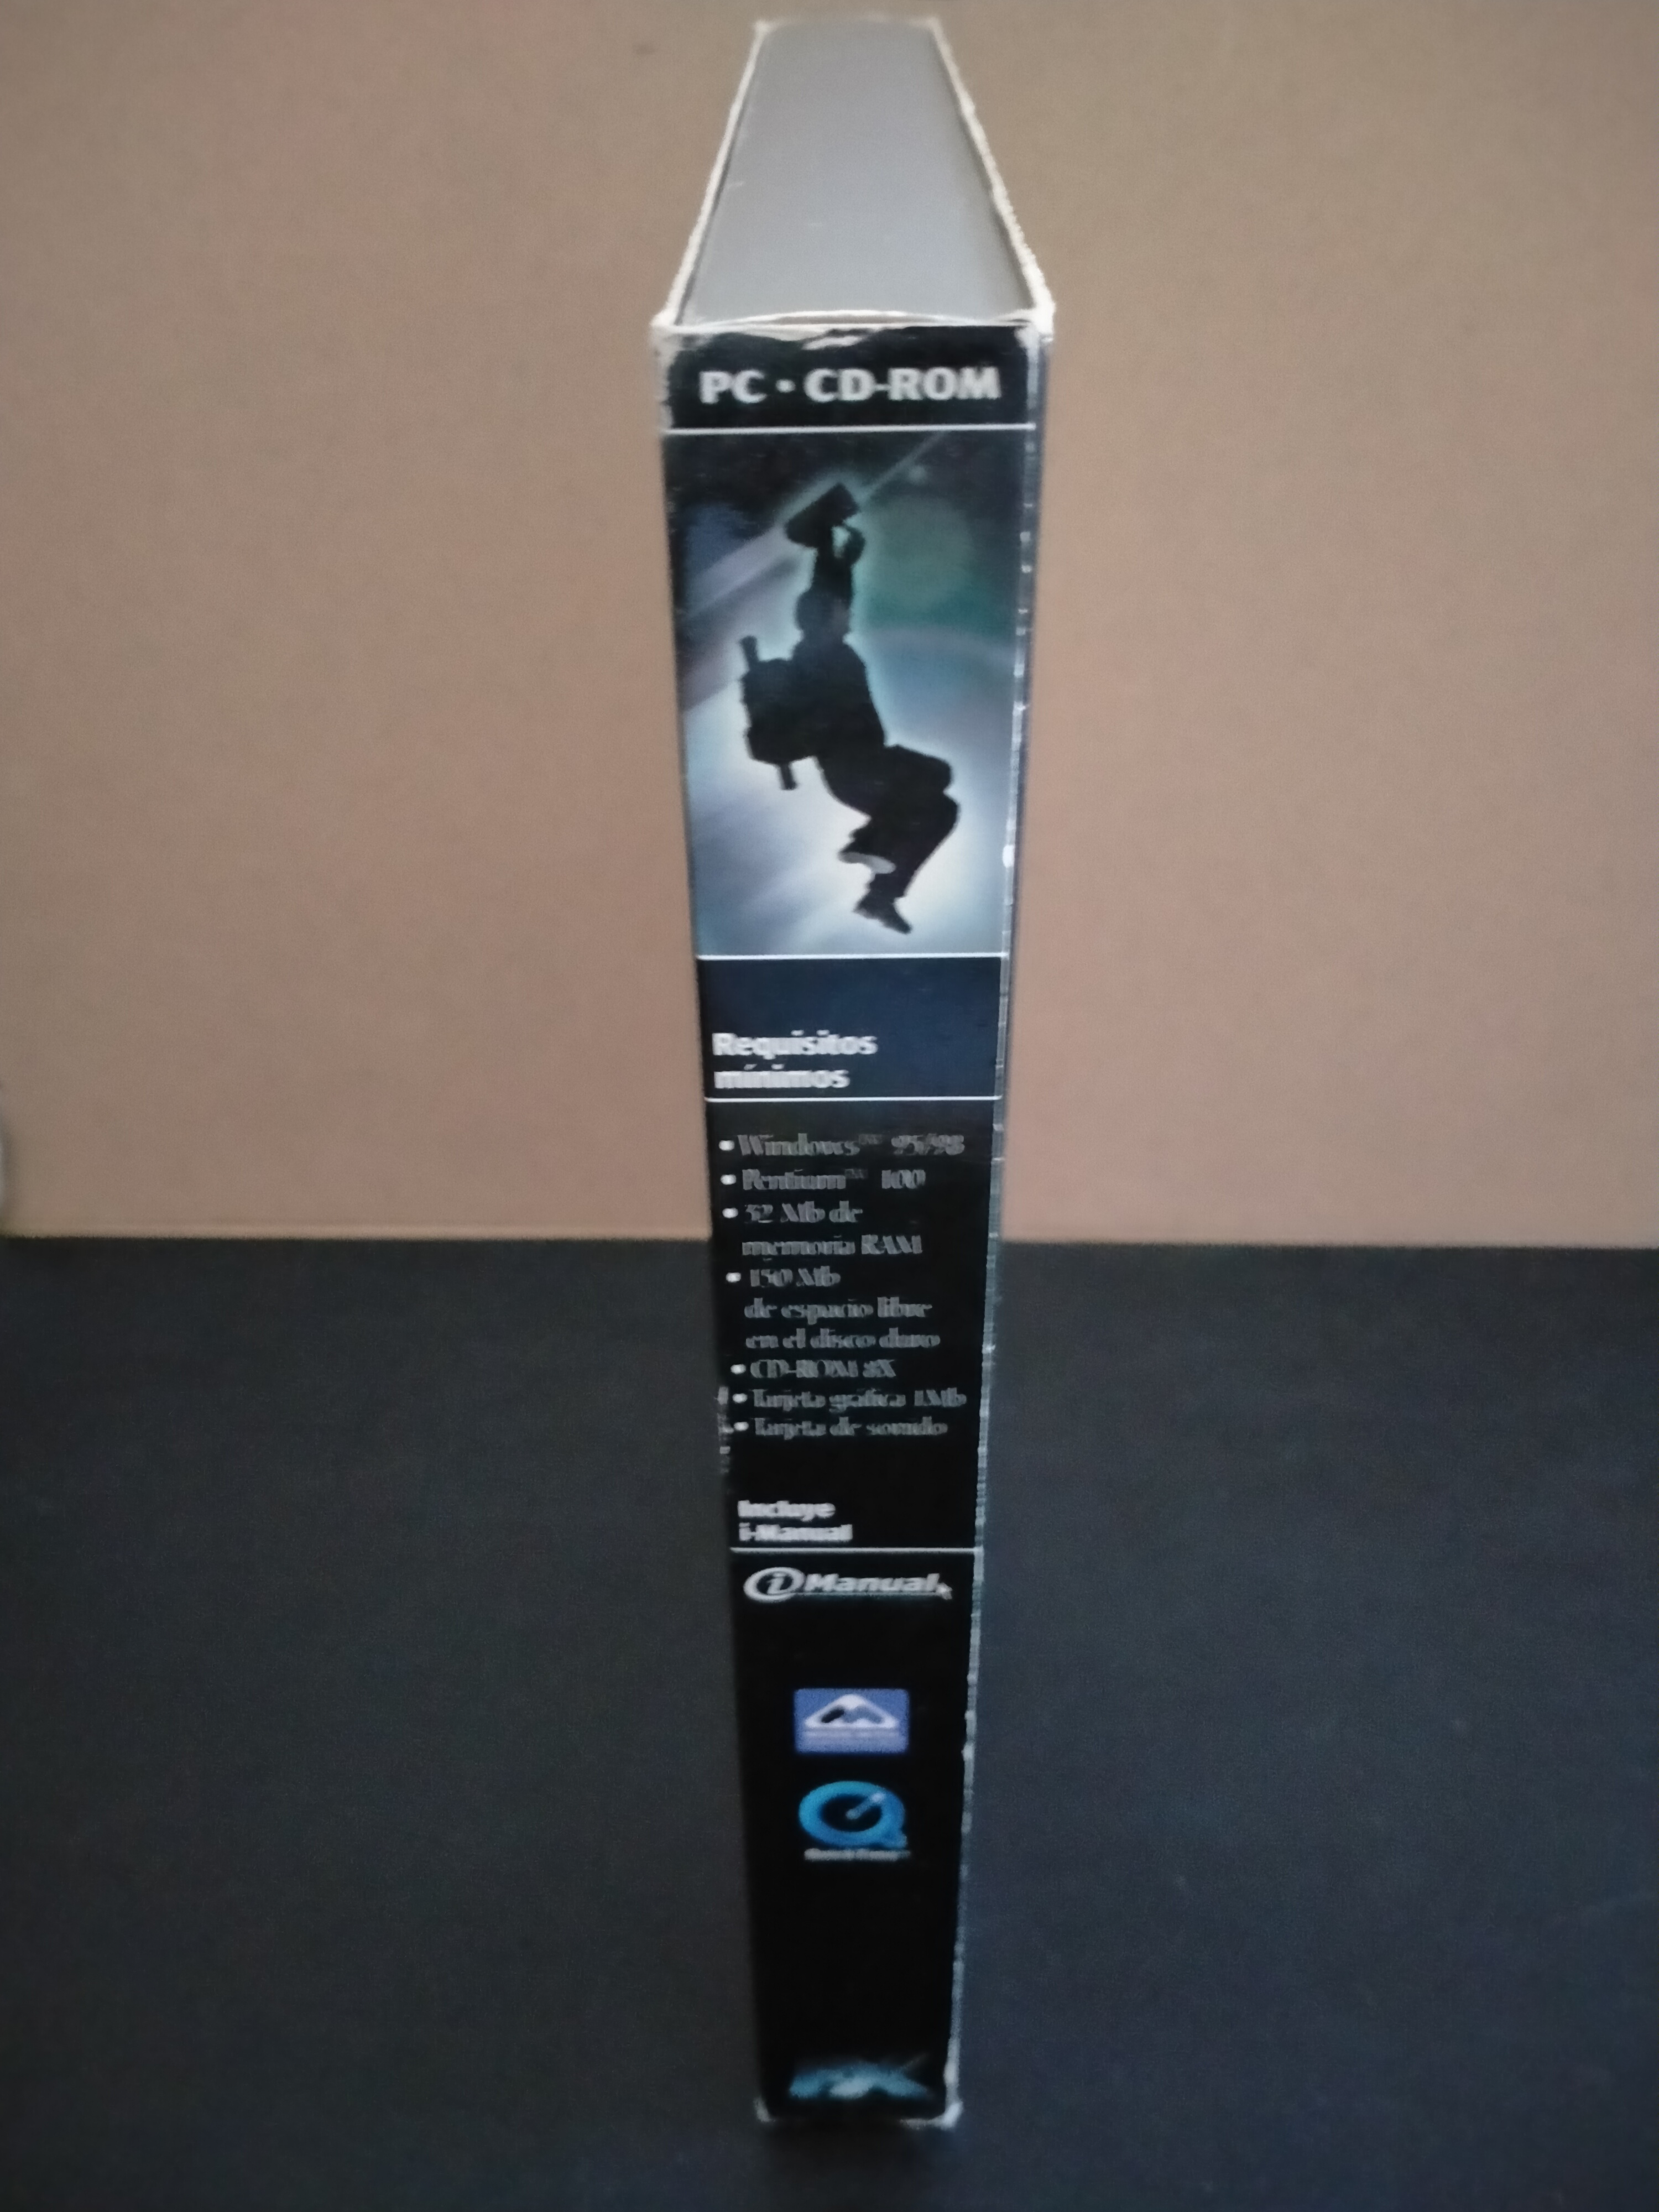 PC • CD-ROM
Requisitos
mínimos
• Windows™ 95/98
• Pentium™ 100
• 32 Mb de
memoria RAM
• 150 Mb
de espacio libre
en el disco duro
• CD-ROM 8X
• Tarjeta gráfica 1Mb
• Tarjeta de sonido
Incluye
i-Manual
i Manual